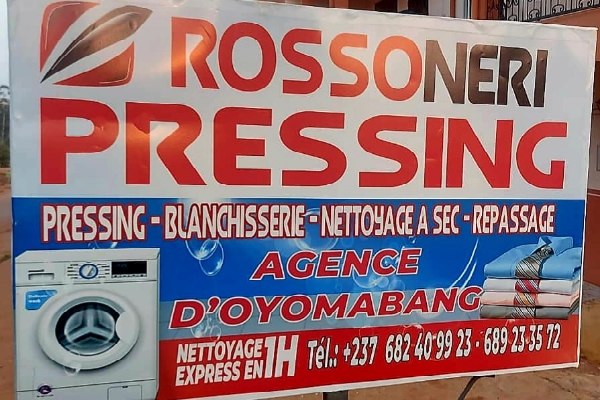 ROSSONERI
PRESSING
PRESSING - BLANCHISSERIE - NETTOYAGE A SEC - REPASSAGE
AGENCE
D'OYOMABANG
NETTOYAGE
EXPRESS EN 1H
Tél.: +237 682 40 99 23 - 689 23 35 72